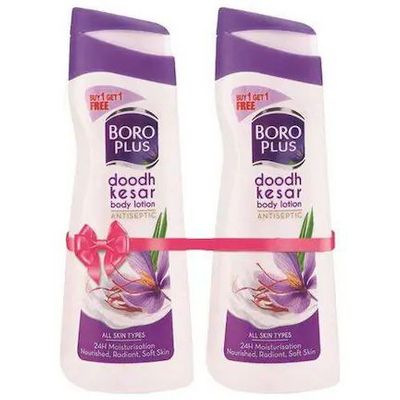 BUY 1 GET 1
FREE
BORO
PLUS
doodh
kesar
body lotion
ANTISEPTIC
ALL SKIN TYPES
24H Moisturisation
Nourished, Radiant, Soft Skin
BUY 1 GET 1
FREE
BORO
PLUS
doodh
kesar
body lotion
ANTISEPTIC
ALL SKIN TYPES
24H Moisturisation
Nourished, Radiant, Soft Skin